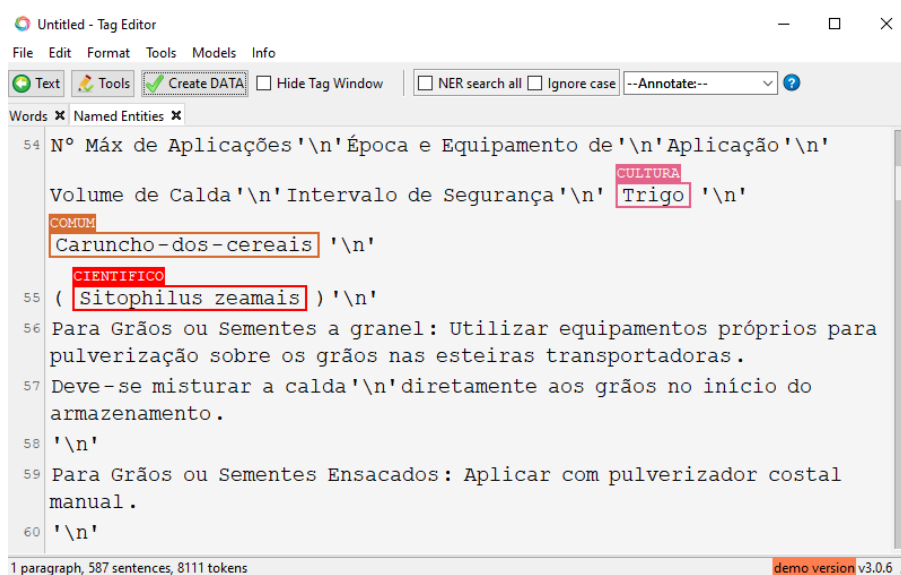 Untitled - Tag Editor
File Edit Format Tools Models Info
Text Tools Create DATA Hide Tag Window NER search all Ignore case --Annotate:-- ?
Words ✖ Named Entities ✖
54 Nº Máx de Aplicações'\n'Época e Equipamento de'\n'Aplicação'\n'
CULTURA
Volume de Calda'\n'Intervalo de Segurança'\n' Trigo '\n'
COMUM
Caruncho-dos-cereais '\n'
CIENTIFICO
55 ( Sitophilus zeamais )'\n'
56 Para Grãos ou Sementes a granel: Utilizar equipamentos próprios para
pulverização sobre os grãos nas esteiras transportadoras.
57 Deve-se misturar a calda'\n'diretamente aos grãos no início do
armazenamento.
58 '\n'
59 Para Grãos ou Sementes Ensacados: Aplicar com pulverizador costal
manual.
60 '\n'
1 paragraph, 587 sentences, 8111 tokens demo version v3.0.6